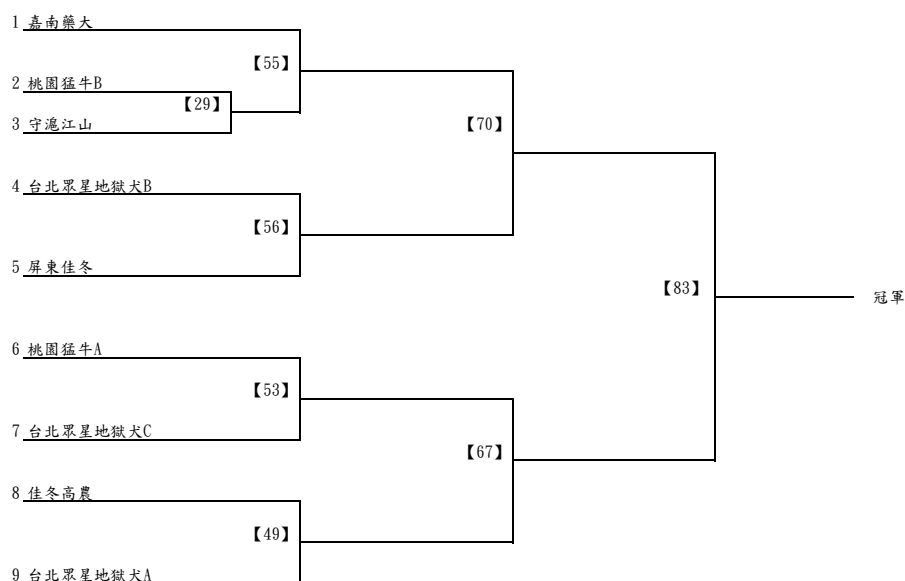 1 嘉南藥大
【55】
2 桃園猛牛B
【29】
3 守滬江山
【70】
4 台北眾星地獄犬B
【56】
5 屏東佳冬
【83】
冠軍
6 桃園猛牛A
【53】
7 台北眾星地獄犬C
【67】
8 佳冬高農
【49】
9 台北眾星地獄犬A